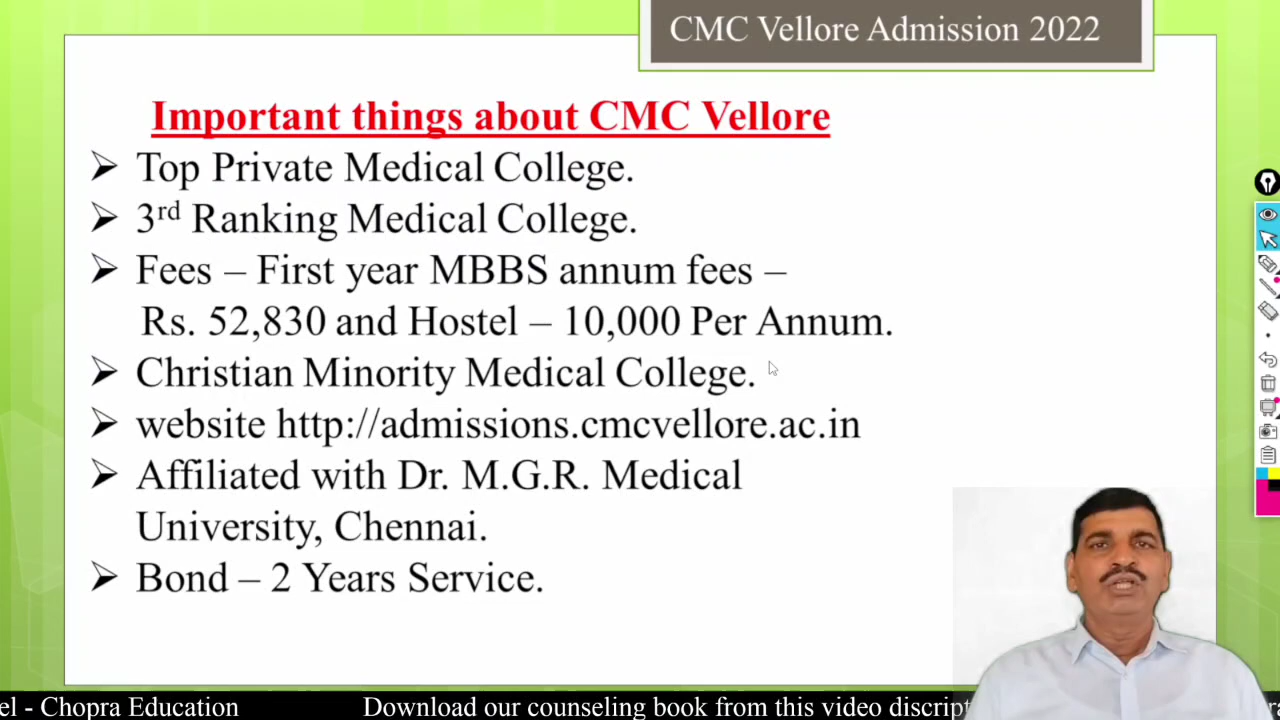 CMC Vellore Admission 2022
Important things about CMC Vellore
➢ Top Private Medical College.
➢ 3rd Ranking Medical College.
➢ Fees – First year MBBS annum fees –
Rs. 52,830 and Hostel – 10,000 Per Annum.
➢ Christian Minority Medical College.
➢ website http://admissions.cmcvellore.ac.in
➢ Affiliated with Dr. M.G.R. Medical
University, Chennai.
➢ Bond – 2 Years Service.
el - Chopra Education Download our counseling book from this video discript